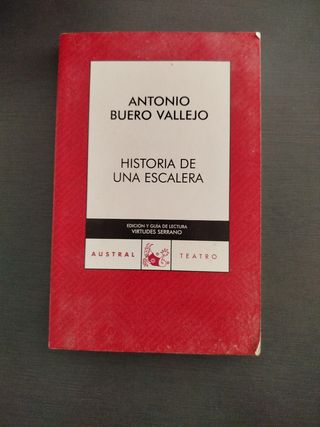 ANTONIO
BUERO VALLEJO
HISTORIA DE
UNA ESCALERA
EDICIÓN Y GUÍA DE LECTURA
VIRTUDES SERRANO
AUSTRAL TEATRO